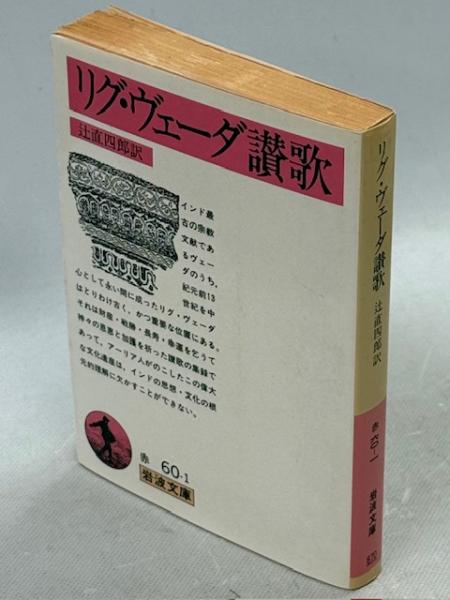 リグ・ヴェーダ讃歌
辻直四郎訳
インド最
古の宗教
文献であ
るヴェー
ダのうち,
紀元前13
世紀を中
心として永い間に成ったリグ・ヴェーダ
はとりわけ古く,かつ重要な位置にある.
それは財産・戦勝・長寿・幸運を乞うて
神々の恩恵と加護を祈った讃歌の集録で
あって,アーリア人がのこしたこの偉大
な文化遺産は,インドの思想・文化の根
元的理解に欠かすことができない.
赤 60-1
岩波文庫
リグ・ヴェーダ讃歌
辻直四郎訳
赤六〇-一
岩波文庫